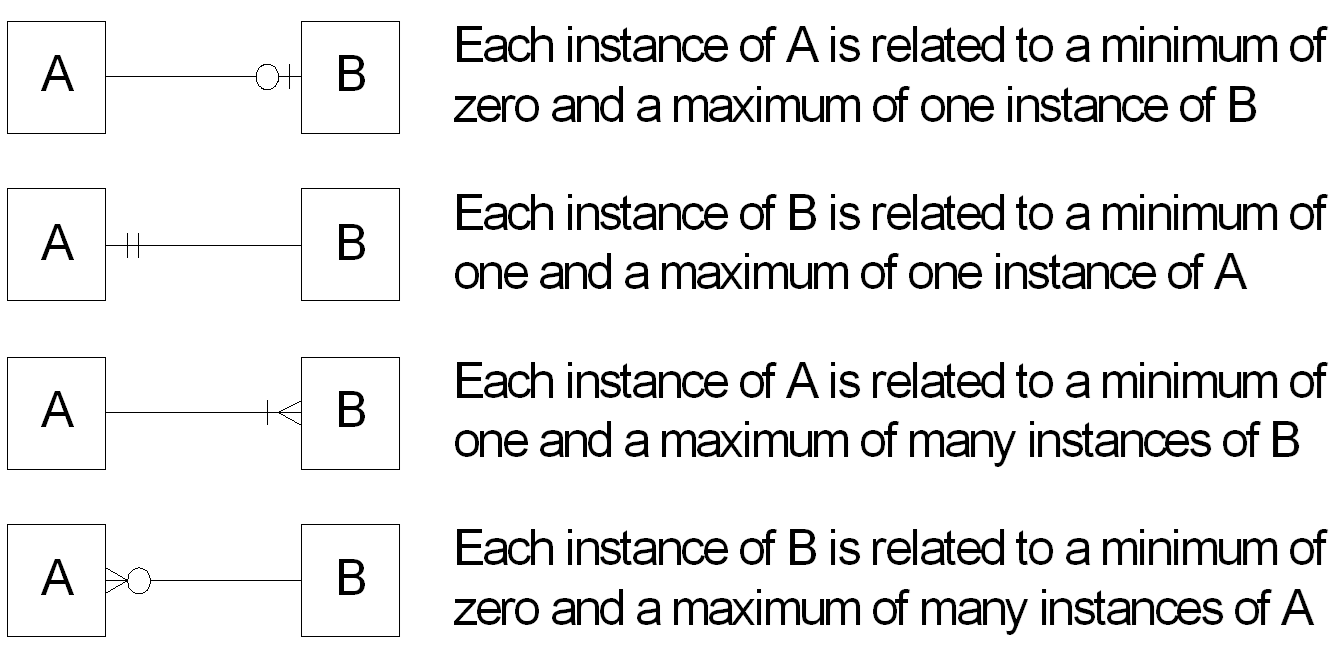 A B Each instance of A is related to a minimum of
zero and a maximum of one instance of B
A B Each instance of B is related to a minimum of
one and a maximum of one instance of A
A B Each instance of A is related to a minimum of
one and a maximum of many instances of B
A B Each instance of B is related to a minimum of
zero and a maximum of many instances of A